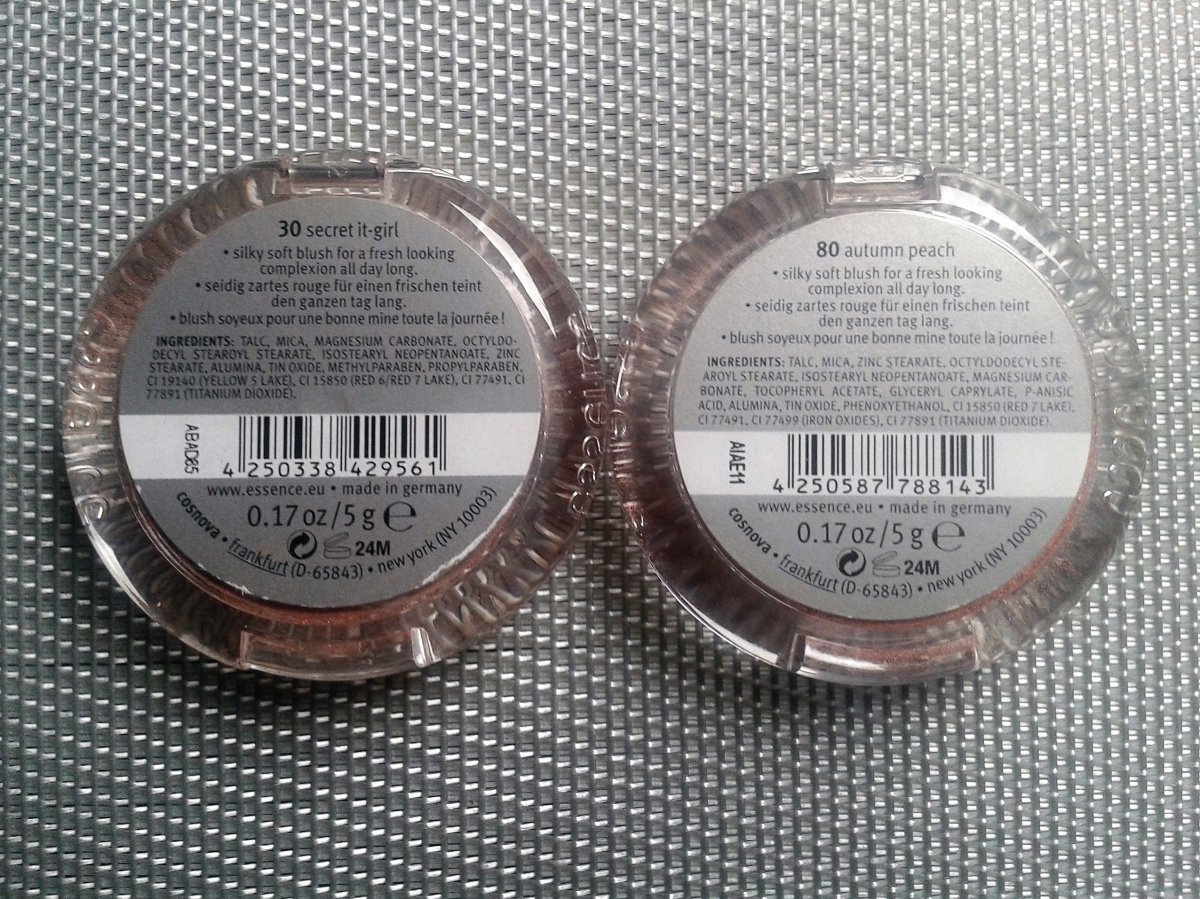 30 secret it-girl
• silky soft blush for a fresh looking
complexion all day long.
• seidig zartes rouge für einen frischen teint
den ganzen tag lang.
• blush soyeux pour une bonne mine toute la journée !
INGREDIENTS: TALC, MICA, MAGNESIUM CARBONATE, OCTYLDO-
DECYL STEAROYL STEARATE, ISOSTEARYL NEOPENTANOATE, ZINC
STEARATE, ALUMINA, TIN OXIDE, METHYLPARABEN, PROPYLPARABEN,
CI 19140 (YELLOW 5 LAKE), CI 15850 (RED 6/RED 7 LAKE), CI 77491, CI
77891 (TITANIUM DIOXIDE).
ABAD85
4 250338 429561
www.essence.eu • made in germany
0.17 oz/5 g e
24M
cosnova • frankfurt (D-65843) • new york (NY 10003)
80 autumn peach
• silky soft blush for a fresh looking
complexion all day long.
• seidig zartes rouge für einen frischen teint
den ganzen tag lang.
• blush soyeux pour une bonne mine toute la journée !
INGREDIENTS: TALC, MICA, ZINC STEARATE, OCTYLDODECYL STE-
AROYL STEARATE, ISOSTEARYL NEOPENTANOATE, MAGNESIUM CAR-
BONATE, TOCOPHERYL ACETATE, GLYCERYL CAPRYLATE, P-ANISIC
ACID, ALUMINA, TIN OXIDE, PHENOXYETHANOL, CI 15850 (RED 7 LAKE),
CI 77491, CI 77499 (IRON OXIDES), CI 77891 (TITANIUM DIOXIDE).
AIAE11
4 250587 788143
www.essence.eu • made in germany
0.17 oz/5 g e
24M
cosnova • frankfurt (D-65843) • new york (NY 10003)